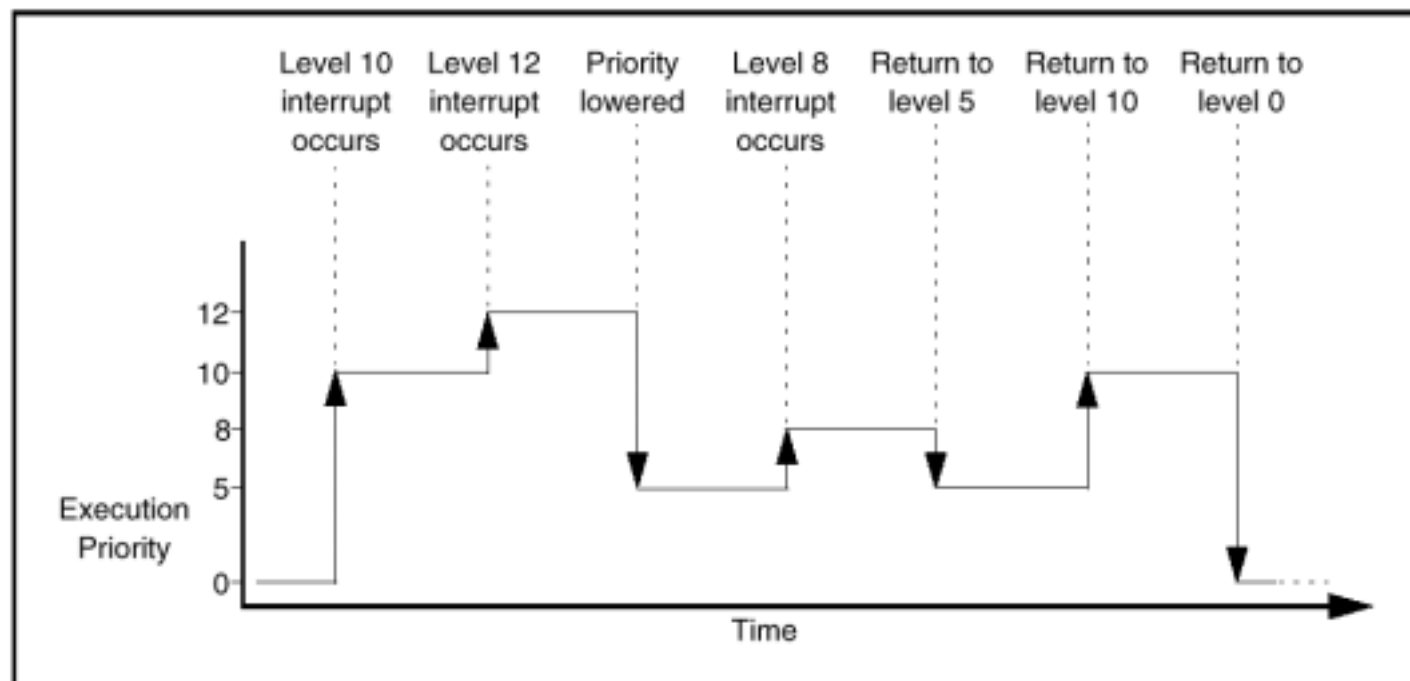 Level 10
interrupt
occurs
Level 12
interrupt
occurs
Priority
lowered
Level 8
interrupt
occurs
Return to
level 5
Return to
level 10
Return to
level 0
12
10
8
5
0
Execution
Priority
Time